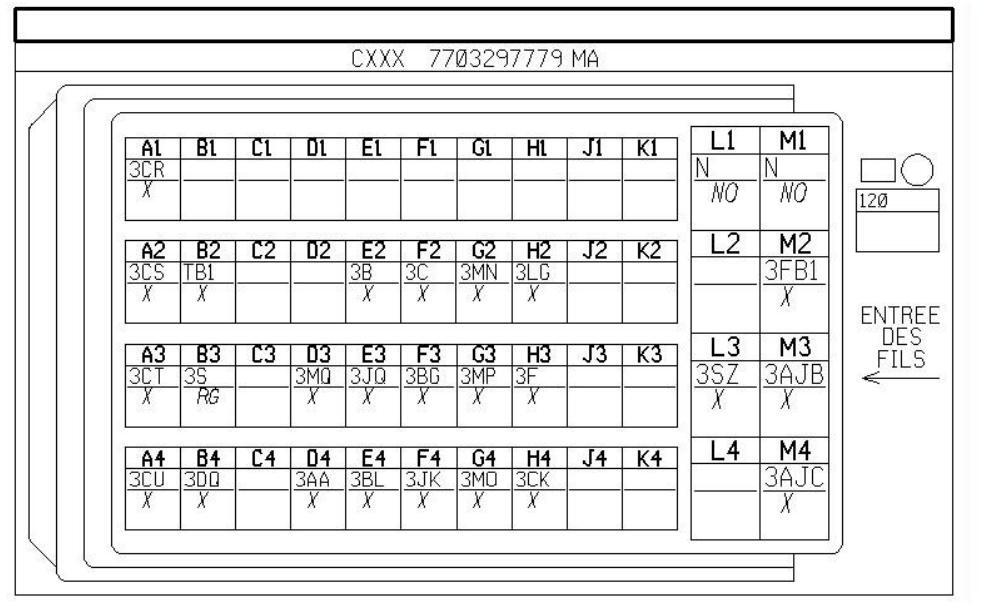 CXXX 7703297779 MA
A1 B1 C1 D1 E1 F1 G1 H1 J1 K1 L1 M1
3CR N N
X NO NO
120
A2 B2 C2 D2 E2 F2 G2 H2 J2 K2 L2 M2
3CS TB1 3B 3C 3MN 3LG 3FB1
X X X X X X X
ENTREE
DES
FILS
A3 B3 C3 D3 E3 F3 G3 H3 J3 K3 L3 M3
3CT 3S 3MQ 3JQ 3BG 3MP 3F 3SZ 3AJB
X RG X X X X X X X
A4 B4 C4 D4 E4 F4 G4 H4 J4 K4 L4 M4
3CU 3DQ 3AA 3BL 3JK 3MO 3CK 3AJC
X X X X X X X X